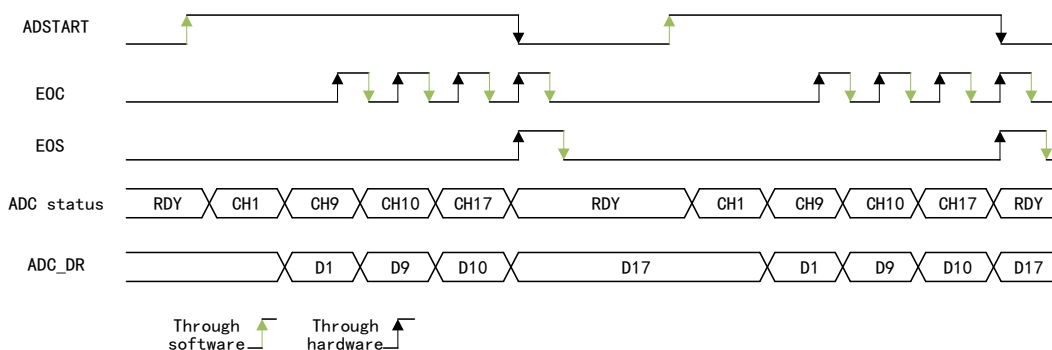 ADSTART
EOC
EOS
ADC status RDY CH1 CH9 CH10 CH17 RDY CH1 CH9 CH10 CH17 RDY
ADC_DR D1 D9 D10 D17 D1 D9 D10 D17
Through software
Through hardware